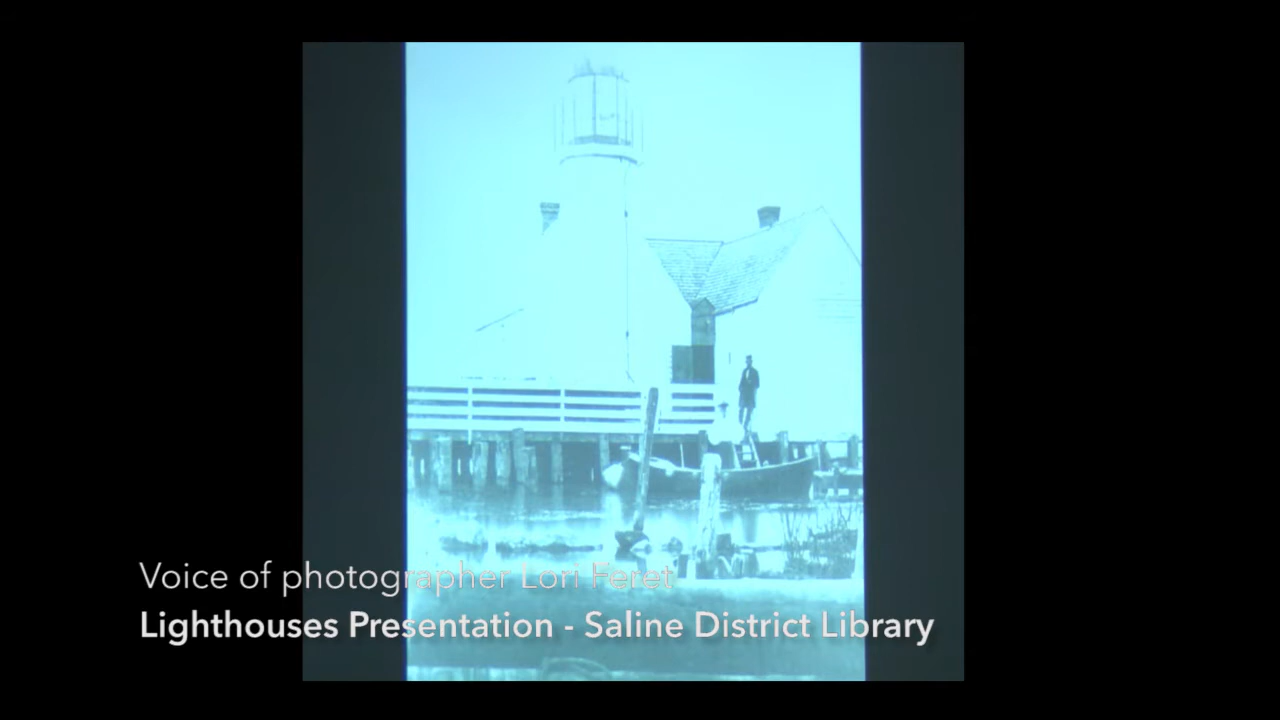 Voice of photographer Lori Feret
Lighthouses Presentation - Saline District Library